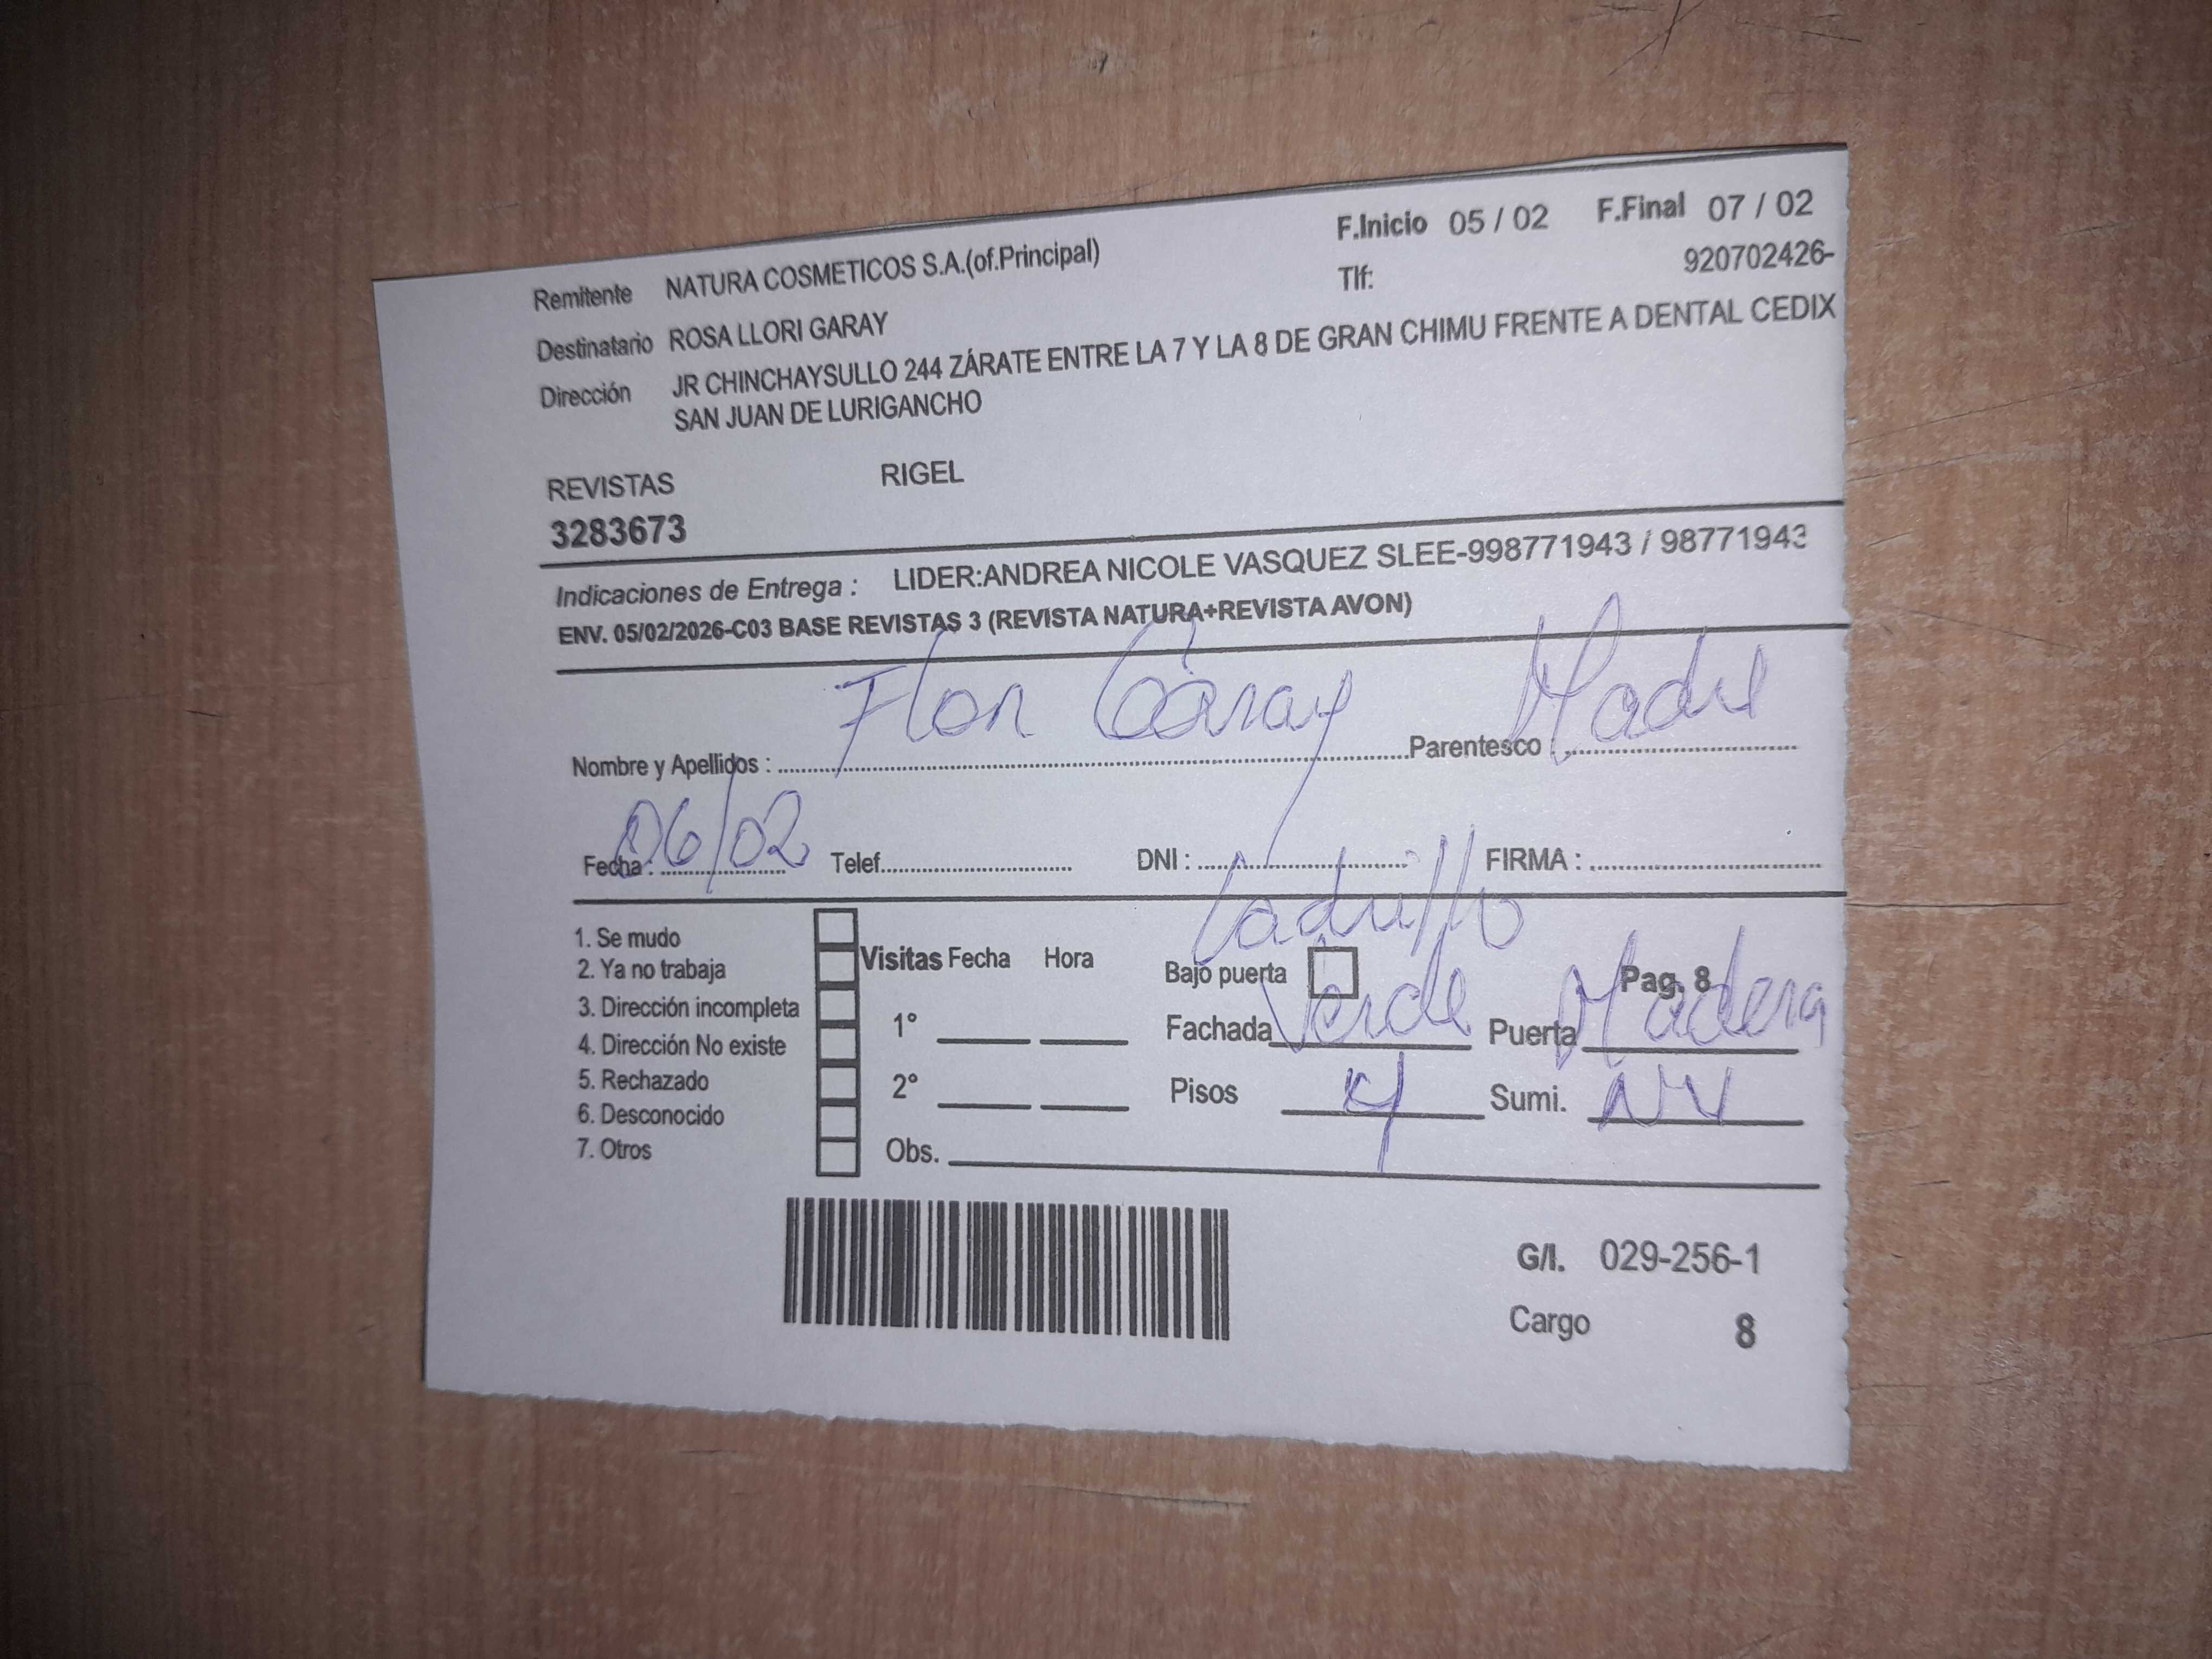 F.Inicio 05 / 02 F.Final 07 / 02
Remitente NATURA COSMETICOS S.A.(of.Principal) Tlf: 920702426-
Destinatario ROSA LLORI GARAY
Dirección JR CHINCHAYSULLO 244 ZÁRATE ENTRE LA 7 Y LA 8 DE GRAN CHIMU FRENTE A DENTAL CEDIX
SAN JUAN DE LURIGANCHO
REVISTAS RIGEL
3283673
Indicaciones de Entrega : LIDER:ANDREA NICOLE VASQUEZ SLEE-998771943 / 98771943
ENV. 05/02/2026-C03 BASE REVISTAS 3 (REVISTA NATURA+REVISTA AVON)
Nombre y Apellidos : Flor Garay Parentesco : Madre
Fecha : 06/02 Telef. DNI : FIRMA :
Ladrillo
1. Se mudo
2. Ya no trabaja
3. Dirección incompleta
4. Dirección No existe
5. Rechazado
6. Desconocido
7. Otros
Visitas Fecha Hora
1°
2°
Obs.
Bajo puerta Pag. 8
Fachada Verde Puerta Madera
Pisos 4 Sumi. NV
G/I. 029-256-1
Cargo 8